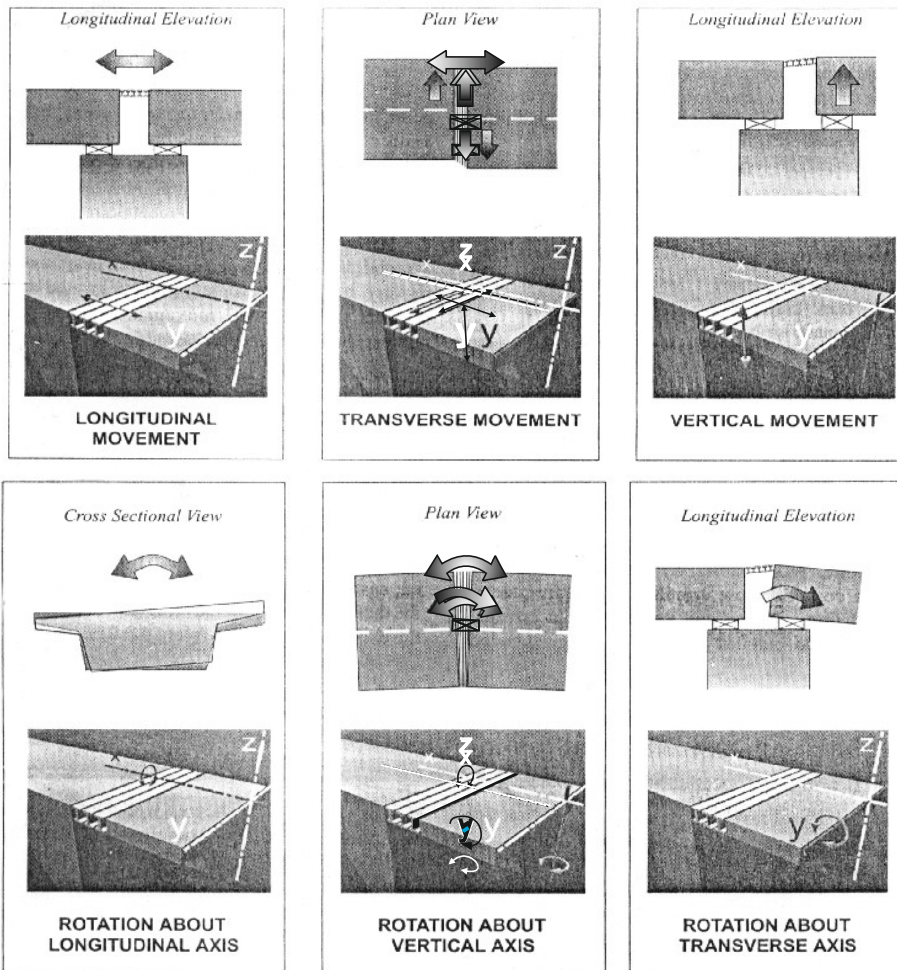 Longitudinal Elevation
x
z
y
LONGITUDINAL
MOVEMENT
Plan View
x
z
x
y
y
TRANSVERSE MOVEMENT
Longitudinal Elevation
x
z
y
VERTICAL MOVEMENT
Cross Sectional View
x
z
y
ROTATION ABOUT
LONGITUDINAL AXIS
Plan View
x
z
x
y
ROTATION ABOUT
VERTICAL AXIS
Longitudinal Elevation
x
z
y
ROTATION ABOUT
TRANSVERSE AXIS